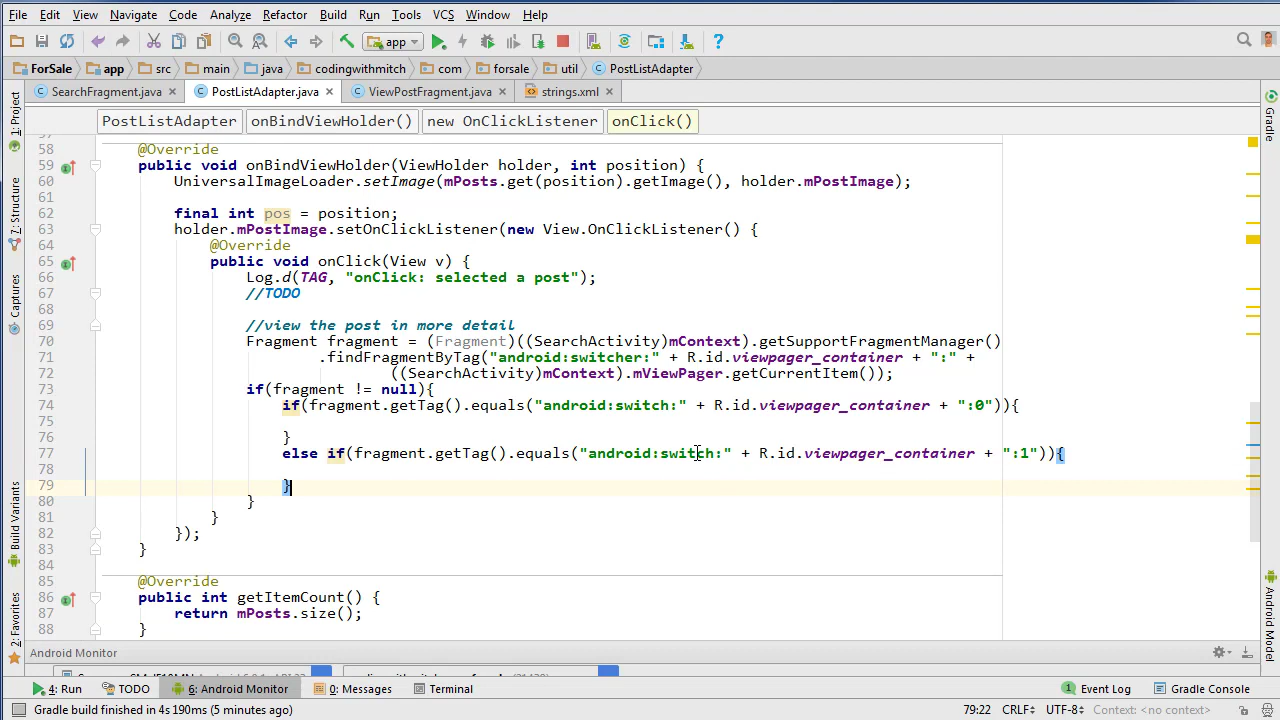 File Edit View Navigate Code Analyze Refactor Build Run Tools VCS Window Help
app
ForSale app src main java codingwithmitch com forsale util PostListAdapter
SearchFragment.java PostListAdapter.java ViewPostFragment.java strings.xml
PostListAdapter onBindViewHolder() new OnClickListener onClick()
58 @Override
59 public void onBindViewHolder(ViewHolder holder, int position) {
60 UniversalImageLoader.setImage(mPosts.get(position).getImage(), holder.mPostImage);
61
62 final int pos = position;
63 holder.mPostImage.setOnClickListener(new View.OnClickListener() {
64 @Override
65 public void onClick(View v) {
66 Log.d(TAG, "onClick: selected a post");
67 //TODO
68
69 //view the post in more detail
70 Fragment fragment = (Fragment)((SearchActivity)mContext).getSupportFragmentManager()
71 .findFragmentByTag("android:switcher:" + R.id.viewpager_container + ":" +
72 ((SearchActivity)mContext).mViewPager.getCurrentItem());
73 if(fragment != null){
74 if(fragment.getTag().equals("android:switch:" + R.id.viewpager_container + ":0")){
75
76 }
77 else if(fragment.getTag().equals("android:switch:" + R.id.viewpager_container + ":1")){
78
79 }
80 }
81 }
82 });
83 }
84
85 @Override
86 public int getItemCount() {
87 return mPosts.size();
88 }
1: Project
7: Structure
Captures
Build Variants
2: Favorites
Gradle
Android Model
Android Monitor
4: Run TODO 6: Android Monitor 0: Messages Terminal Event Log Gradle Console
Gradle build finished in 4s 190ms (5 minutes ago) 79:22 CRLF UTF-8 Context: <no context>